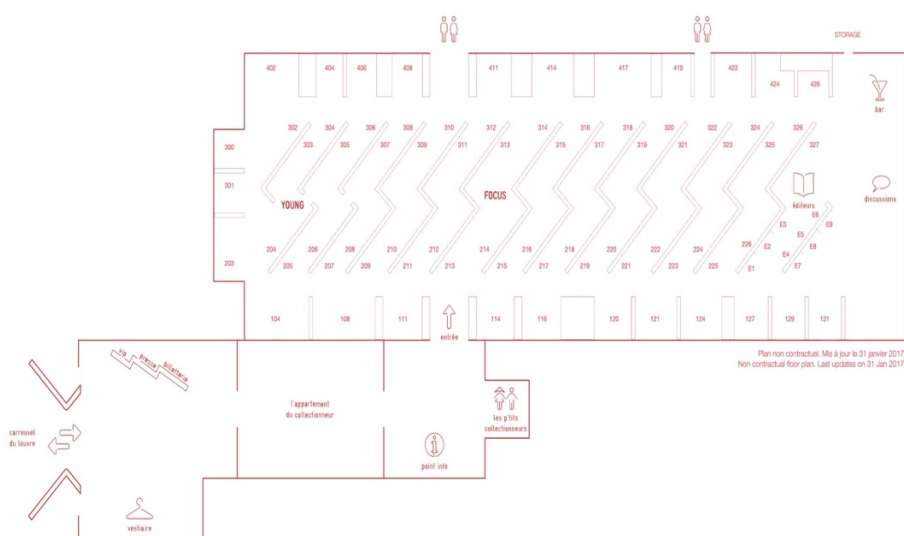 STORAGE
402 404 406 408 411 414 417 419 422
424 426
bar
302 304 306 308 310 312 314 316 318 320 322 324 326
300 303 305 307 309 311 313 315 317 319 321 323 325 327
301
YOUNG FOCUS éditeurs discussions
E6
E3 E9
E5
204 206 208 210 212 214 216 218 220 222 224 226 E2 E8
E4
203 205 207 209 211 213 215 217 219 221 223 225 E1 E7
104 108 111 114 116 120 121 124 127 129 131
entrée
Plan non contractuel. Mis à jour le 31 janvier 2017
Non contractual floor plan. Last updates on 31 Jan 2017
vip presse billetterie
l'appartement
du collectionneur
les p'tits
collectionneurs
carrousel
du louvre
i
point info
vestiaire